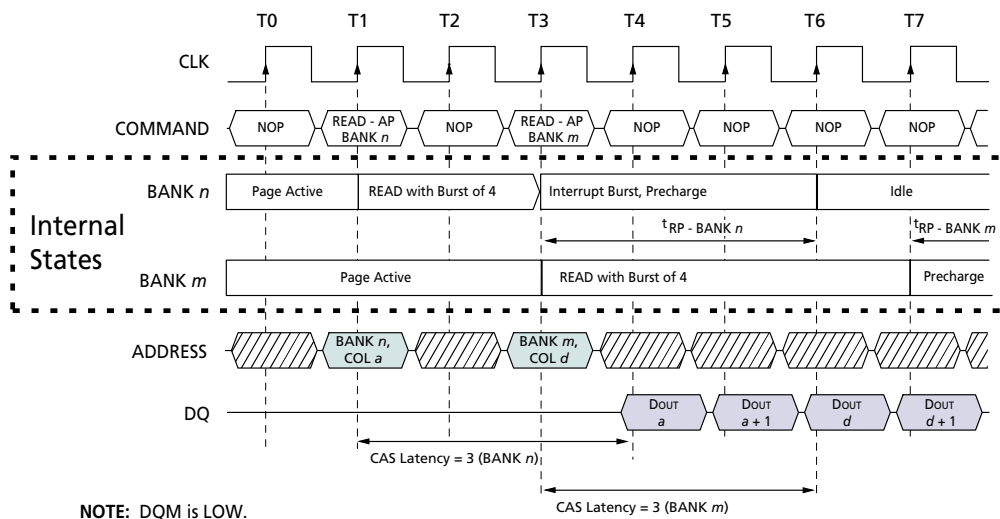 T0 T1 T2 T3 T4 T5 T6 T7
CLK
COMMAND NOP READ - AP BANK n NOP READ - AP BANK m NOP NOP NOP NOP
BANK n Page Active READ with Burst of 4 Interrupt Burst, Precharge Idle
Internal States
tRP - BANK n tRP - BANK m
BANK m Page Active READ with Burst of 4 Precharge
ADDRESS BANK n, COL a BANK m, COL d
DQ DOUT a DOUT a + 1 DOUT d DOUT d + 1
CAS Latency = 3 (BANK n)
CAS Latency = 3 (BANK m)
NOTE: DQM is LOW.